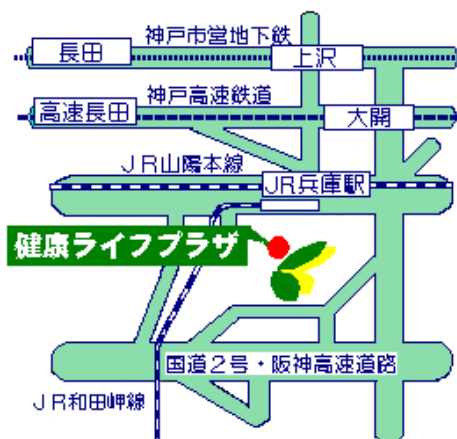 神戸市営地下鉄
長田
上沢
神戸高速鉄道
高速長田
大開
JR山陽本線
JR兵庫駅
健康ライフプラザ
国道2号・阪神高速道路
JR和田岬線